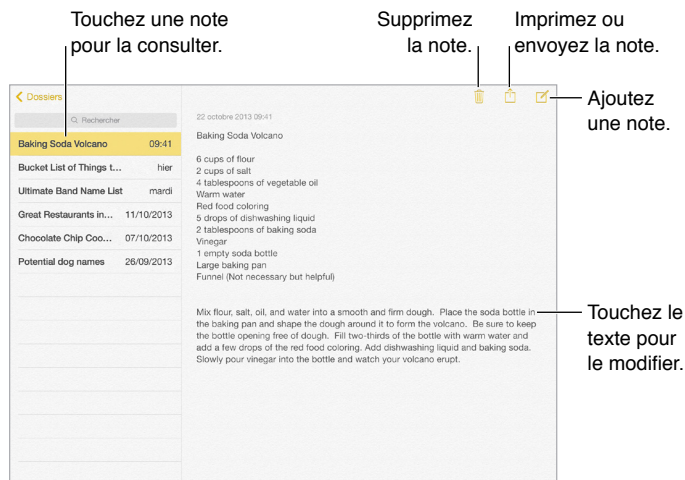 Touchez une note
pour la consulter.
Supprimez
la note.
Imprimez ou
envoyez la note.
Ajoutez
une note.
Dossiers
Rechercher
Baking Soda Volcano 09:41
Bucket List of Things t... hier
Ultimate Band Name List mardi
Great Restaurants in... 11/10/2013
Chocolate Chip Coo... 07/10/2013
Potential dog names 26/09/2013
22 octobre 2013 09:41
Baking Soda Volcano
6 cups of flour
2 cups of salt
4 tablespoons of vegetable oil
Warm water
Red food coloring
5 drops of dishwashing liquid
2 tablespoons of baking soda
Vinegar
1 empty soda bottle
Large baking pan
Funnel (Not necessary but helpful)
Mix flour, salt, oil, and water into a smooth and firm dough. Place the soda bottle in
the baking pan and shape the dough around it to form the volcano. Be sure to keep
the bottle opening free of dough. Fill two-thirds of the bottle with warm water and
add a few drops of the red food coloring. Add dishwashing liquid and baking soda.
Slowly pour vinegar into the bottle and watch your volcano erupt.
Touchez le
texte pour
le modifier.